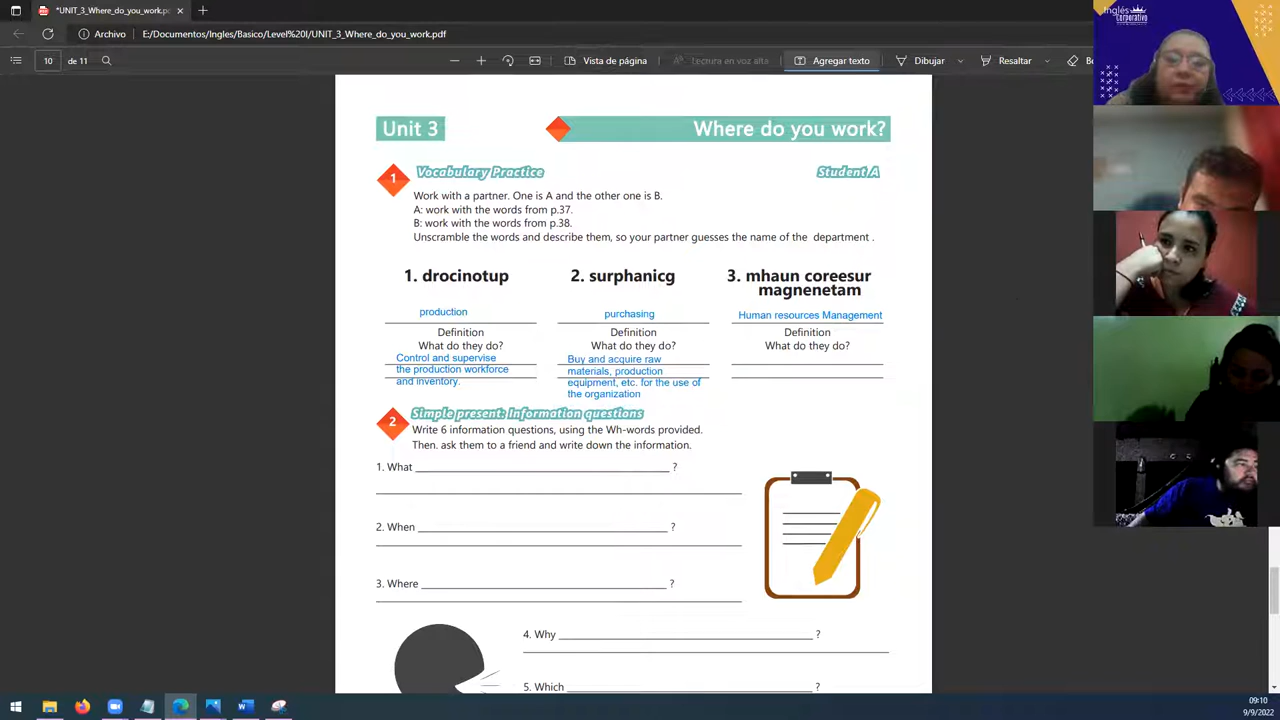 *UNIT_3_Where_do_you_work.pc
Archivo E:/Documentos/Ingles/Basico/Level%20I/UNIT_3_Where_do_you_work.pdf
10 de 11 Vista de página Lectura en voz alta Agregar texto Dibujar Resaltar
Inglés
Corporativo
Unit 3 Where do you work?
1 Vocabulary Practice Student A
Work with a partner. One is A and the other one is B.
A: work with the words from p.37.
B: work with the words from p.38.
Unscramble the words and describe them, so your partner guesses the name of the department .
1. drocinotup 2. surphanicg 3. mhaun coreesur
magnenetam
production purchasing Human resources Management
Definition Definition Definition
What do they do? What do they do? What do they do?
Control and supervise Buy and acquire raw
the production workforce materials, production
and inventory. equipment, etc. for the use of
the organization
2 Simple present: Information questions
Write 6 information questions, using the Wh-words provided.
Then. ask them to a friend and write down the information.
1. What ?
2. When ?
3. Where ?
4. Why ?
5. Which ?
09:10
9/9/2022